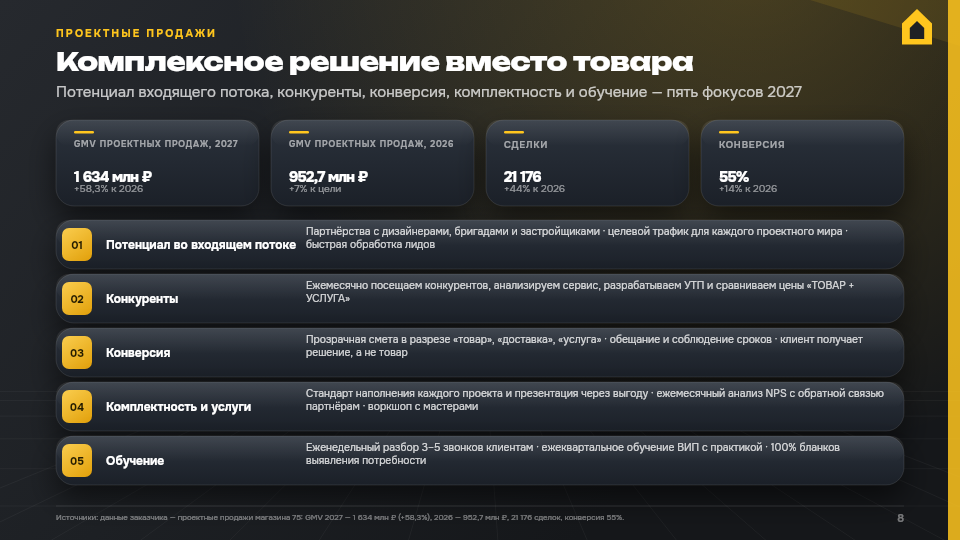 ПРОЕКТНЫЕ ПРОДАЖИ
Комплексное решение вместо товара
Потенциал входящего потока, конкуренты, конверсия, комплектность и обучение — пять фокусов 2027
GMV ПРОЕКТНЫХ ПРОДАЖ, 2027
1 634 млн ₽
+58,3% к 2026
GMV ПРОЕКТНЫХ ПРОДАЖ, 2026
952,7 млн ₽
+7% к цели
СДЕЛКИ
21 176
+44% к 2026
КОНВЕРСИЯ
55%
+14% к 2026
01
Потенциал во входящем потоке
Партнёрства с дизайнерами, бригадами и застройщиками · целевой трафик для каждого проектного мира ·
быстрая обработка лидов
02
Конкуренты
Ежемесячно посещаем конкурентов, анализируем сервис, разрабатываем УТП и сравниваем цены «ТОВАР +
УСЛУГА»
03
Конверсия
Прозрачная смета в разрезе «товар», «доставка», «услуга» · обещание и соблюдение сроков · клиент получает
решение, а не товар
04
Комплектность и услуги
Стандарт наполнения каждого проекта и презентация через выгоду · ежемесячный анализ NPS с обратной связью
партнёрам · воркшоп с мастерами
05
Обучение
Еженедельный разбор 3–5 звонков клиентам · ежеквартальное обучение ВИП с практикой · 100% бланков
выявления потребности
Источники: данные заказчика — проектные продажи магазина 75: GMV 2027 — 1 634 млн ₽ (+58,3%), 2026 — 952,7 млн ₽, 21 176 сделок, конверсия 55%.
8